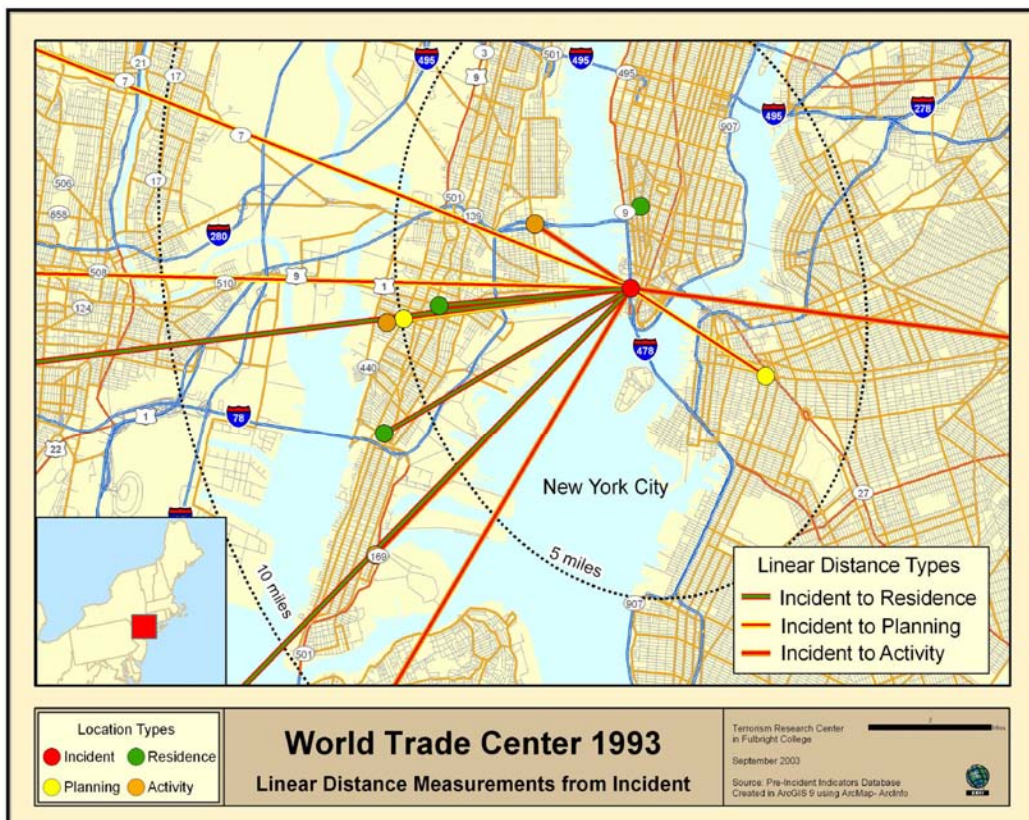 21
17
3
9
501
495
495
495
278
907
7
7
7
17
506
658
501
139
9
280
508
510
9
1
124
440
478
1
78
22
New York City
27
169
5 miles
10 miles
907
501
Linear Distance Types
Incident to Residence
Incident to Planning
Incident to Activity
Location Types
Incident
Residence
Planning
Activity
World Trade Center 1993
Linear Distance Measurements from Incident
Terrorism Research Center
in Fulbright College
September 2003
Source: Pre-Incident Indicators Database
Created in ArcGIS 9 using ArcMap- ArcInfo